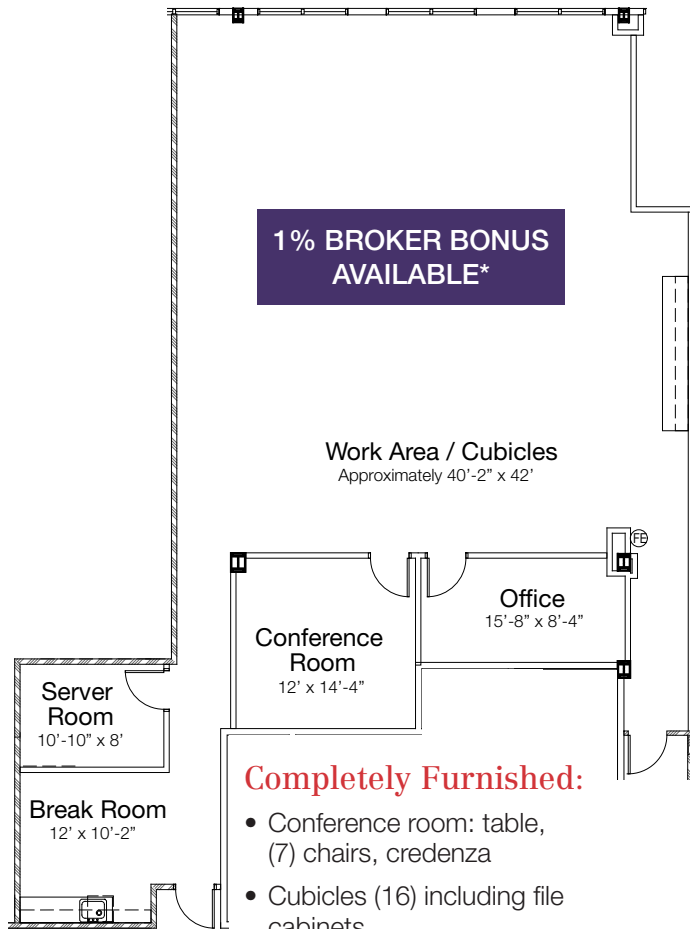 1% BROKER BONUS
AVAILABLE*
Work Area / Cubicles
Approximately 40’-2” x 42’
FE
Office
15’-8” x 8’-4”
Conference
Room
12’ x 14’-4”
Server
Room
10’-10” x 8’
Break Room
12’ x 10’-2”
Completely Furnished:
• Conference room: table,
(7) chairs, credenza
• Cubicles (16) including file
cabinets